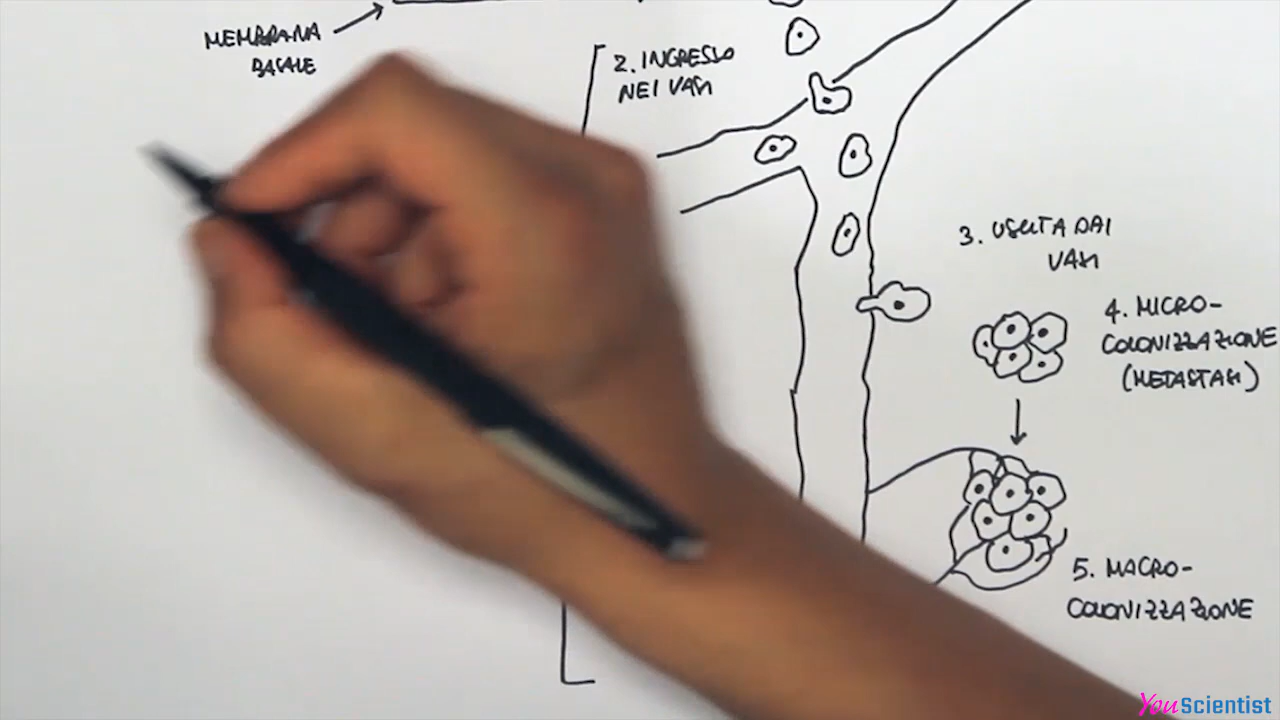 MEMBRANA
BASALE
2. INGRESSO
NEI VASI
3. USCITA DAI
VASI
4. MICRO-
COLONIZZAZIONE
(METASTASI)
5. MACRO-
COLONIZZAZIONE
YouScientist